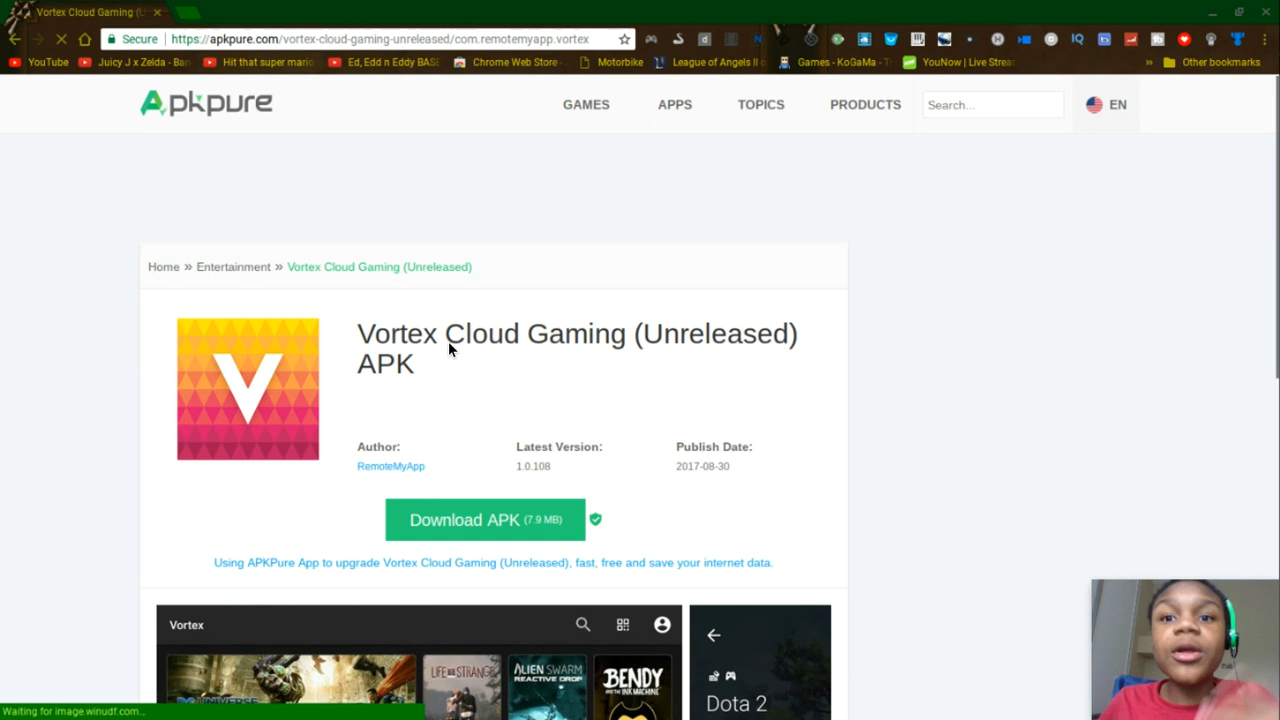 Vortex Cloud Gaming (U
Secure https://apkpure.com/vortex-cloud-gaming-unreleased/com.remotemyapp.vortex
YouTube Juicy J x Zelda - Ban Hit that super mario Ed, Edd n Eddy BASE Chrome Web Store - Motorbike League of Angels II Games - KoGaMa - YouNow | Live Strea » Other bookmarks
Apkpure GAMES APPS TOPICS PRODUCTS Search... EN
Home » Entertainment » Vortex Cloud Gaming (Unreleased)
V
Vortex Cloud Gaming (Unreleased)
APK
Author: Latest Version: Publish Date:
RemoteMyApp 1.0.108 2017-08-30
Download APK (7.9 MB)
Using APKPure App to upgrade Vortex Cloud Gaming (Unreleased), fast, free and save your internet data.
Vortex
LIFE IS STRANGE
ALIEN SWARM
REACTIVE DROP
BENDY
AND THE INK MACHINE
UNIVERSE
Dota 2
Waiting for image.winudf.com...